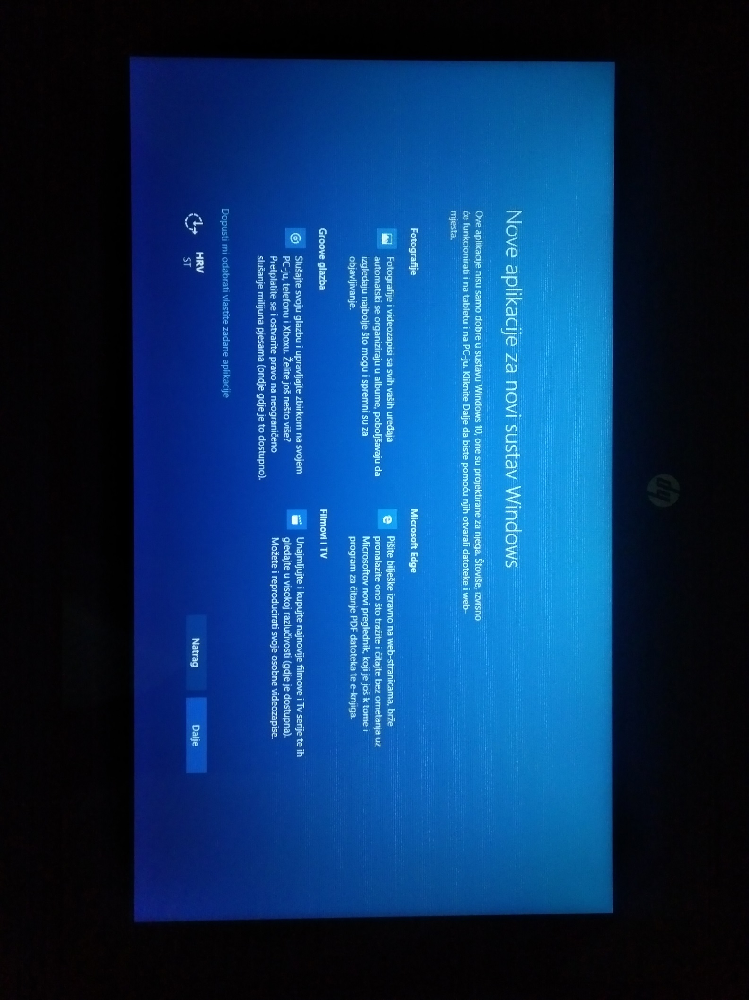 hp
Nove aplikacije za novi sustav Windows
Ove aplikacije nisu samo dobre u sustavu Windows 10, one su projektirane za njega. Štoviše, izvrsno
će funkcionirati i na tabletu i na PC-ju. Kliknite Dalje da biste pomoću njih otvarali datoteke i web-
mjesta.
Fotografije
Fotografije i videozapisi sa svih vaših uređaja
automatski se organiziraju u albume, poboljšavaju da
izgledaju najbolje što mogu i spremni su za
objavljivanje.
Microsoft Edge
Pišite bilješke izravno na web-stranicama, brže
pronalazite ono što tražite i čitajte bez ometanja uz
Microsoftov novi preglednik, koji je još k tome i
program za čitanje PDF datoteka te e-knjiga.
Groove glazba
Slušajte svoju glazbu i upravljajte zbirkom na svojem
PC-ju, telefonu i Xboxu. Želite još nešto više?
Pretplatite se i ostvarite pravo na neograničeno
slušanje milijuna pjesama (ondje gdje je to dostupno).
Filmovi i TV
Unajmljujte i kupujte najnovije filmove i Tv serije te ih
gledajte u visokoj razlučivosti (gdje je dostupna).
Možete i reproducirati svoje osobne videozapise.
Dopusti mi odabrati vlastite zadane aplikacije
HRV
ST
Natrag
Dalje